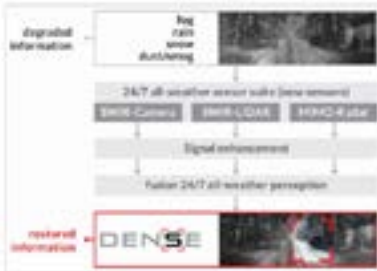 degraded
information
fog
rain
snow
dust/smog
24/7 all-weather sensor suite (new sensors)
SWIR-Camera
SWIR-LiDAR
MIMO-Radar
Signal enhancement
Fusion 24/7 all-weather perception
restored
information
DENSE